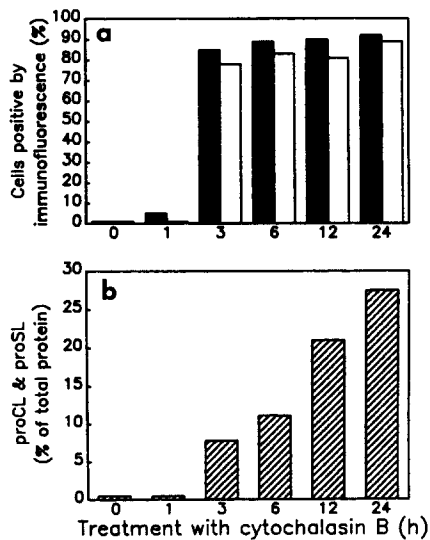 a
Cells positive by
immunofluorescence (%)
100
90
80
70
60
50
40
30
20
10
0
0 1 3 6 12 24
b
proCL & proSL
(% of total protein)
30
25
20
15
10
5
0
0 1 3 6 12 24
Treatment with cytochalasin B (h)